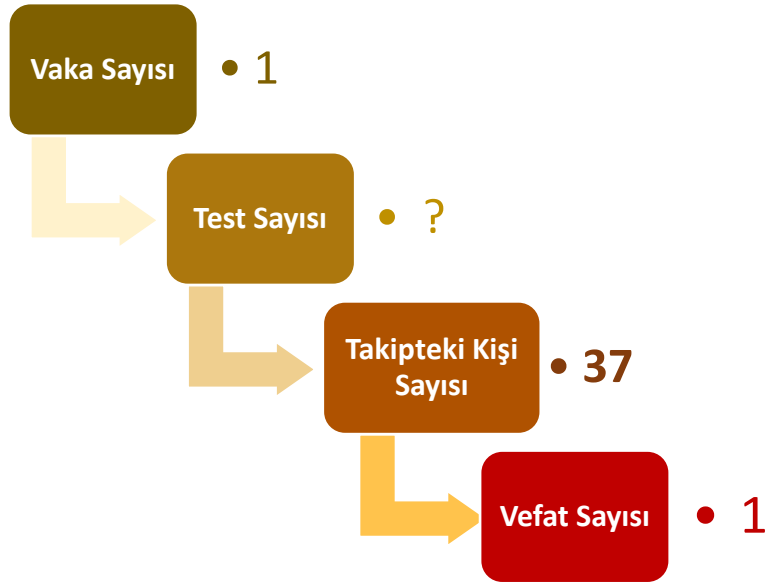 Vaka Sayısı
• 1
Test Sayısı
• ?
Takipteki Kişi
Sayısı
• 37
Vefat Sayısı
• 1